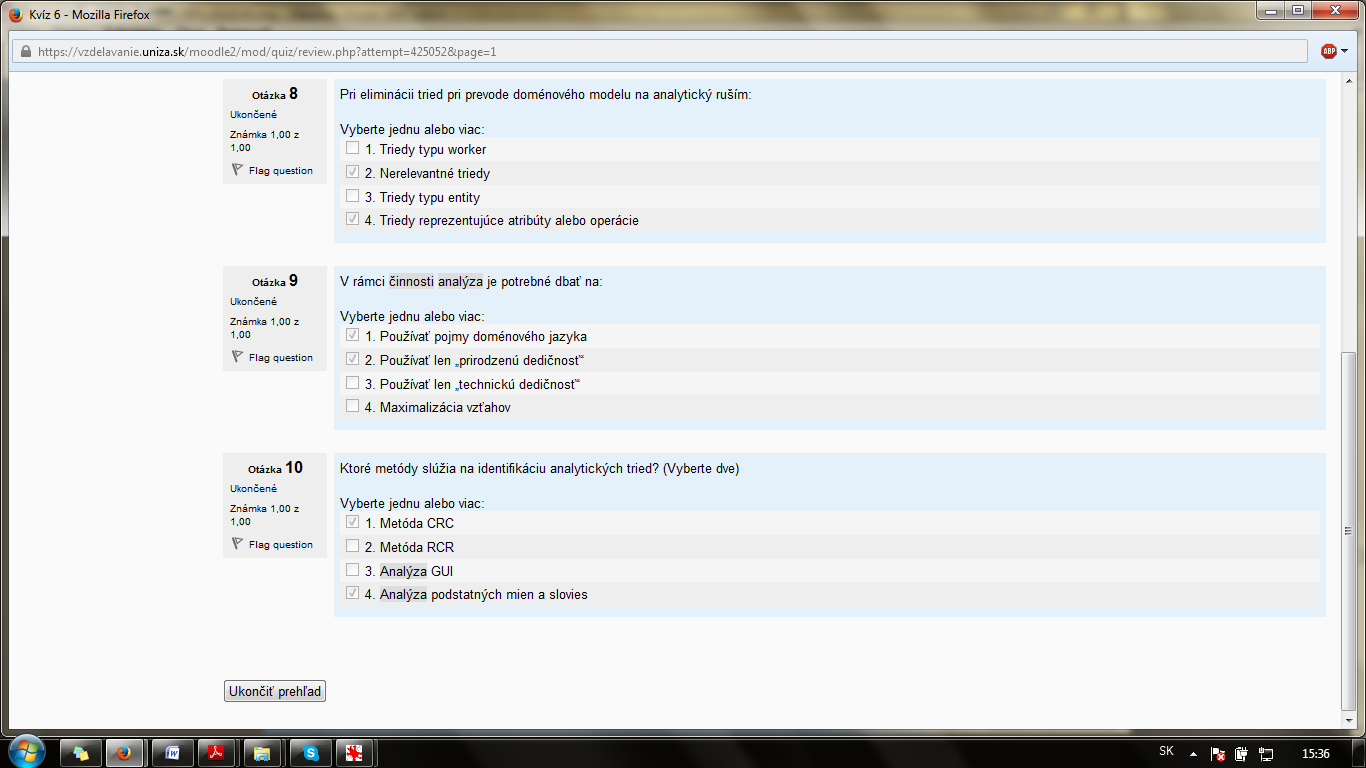 Kvíz 6 - Mozilla Firefox
https://vzdelavanie.uniza.sk/moodle2/mod/quiz/review.php?attempt=425052&page=1
ABP
Otázka 8
Ukončené
Známka 1,00 z
1,00
Flag question
Pri eliminácii tried pri prevode doménového modelu na analytický ruším:
Vyberte jednu alebo viac:
1. Triedy typu worker
2. Nerelevantné triedy
3. Triedy typu entity
4. Triedy reprezentujúce atribúty alebo operácie
Otázka 9
Ukončené
Známka 1,00 z
1,00
Flag question
V rámci činnosti analýza je potrebné dbať na:
Vyberte jednu alebo viac:
1. Používať pojmy doménového jazyka
2. Používať len „prirodzenú dedičnosť“
3. Používať len „technickú dedičnosť“
4. Maximalizácia vzťahov
Otázka 10
Ukončené
Známka 1,00 z
1,00
Flag question
Ktoré metódy slúžia na identifikáciu analytických tried? (Vyberte dve)
Vyberte jednu alebo viac:
1. Metóda CRC
2. Metóda RCR
3. Analýza GUI
4. Analýza podstatných mien a slovies
Ukončiť prehľad
SK
15:36